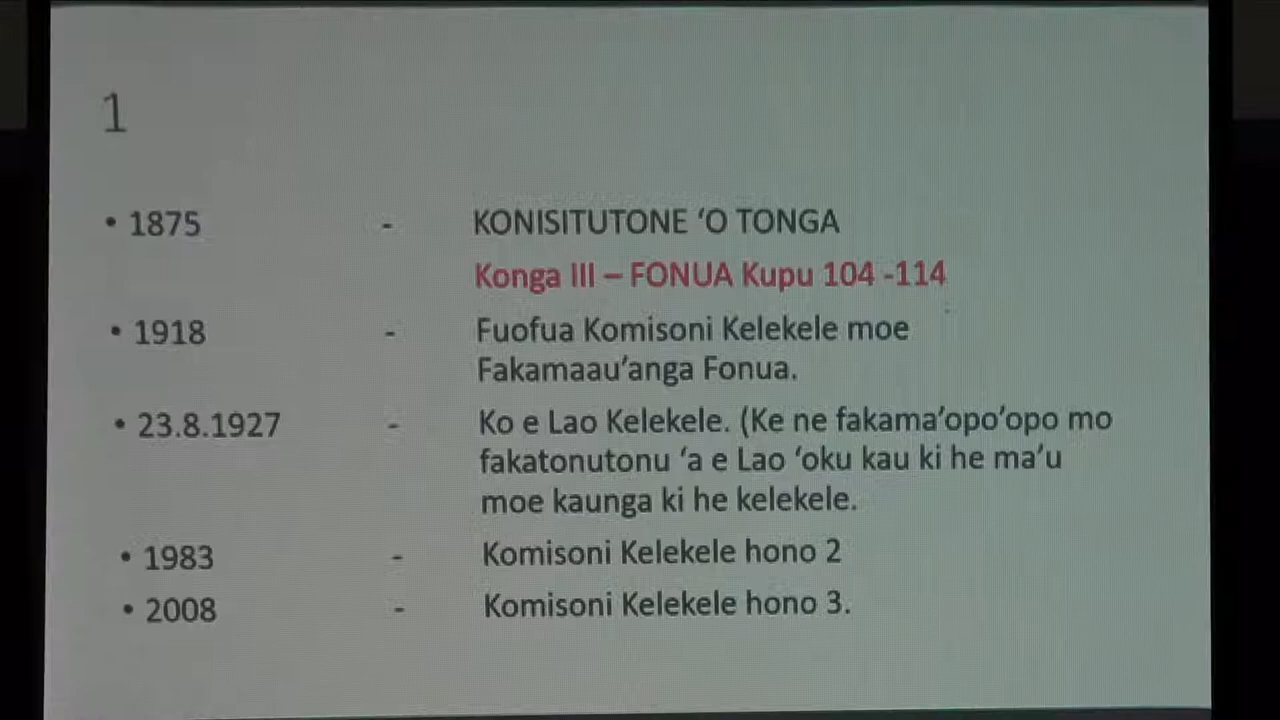 1
• 1875 - KONISITUTONE ‘O TONGA
Konga III – FONUA Kupu 104 -114
• 1918 - Fuofua Komisoni Kelekele moe
Fakamaau’anga Fonua.
• 23.8.1927 - Ko e Lao Kelekele. (Ke ne fakama’opo’opo mo
fakatonutonu ‘a e Lao ‘oku kau ki he ma’u
moe kaunga ki he kelekele.
• 1983 - Komisoni Kelekele hono 2
• 2008 - Komisoni Kelekele hono 3.